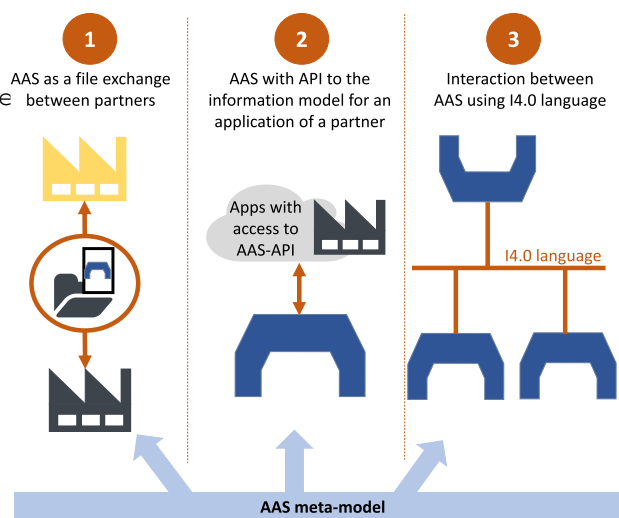 1
AAS as a file exchange
between partners
2
AAS with API to the
information model for an
application of a partner
3
Interaction between
AAS using I4.0 language
Apps with
access to
AAS-API
I4.0 language
AAS meta-model